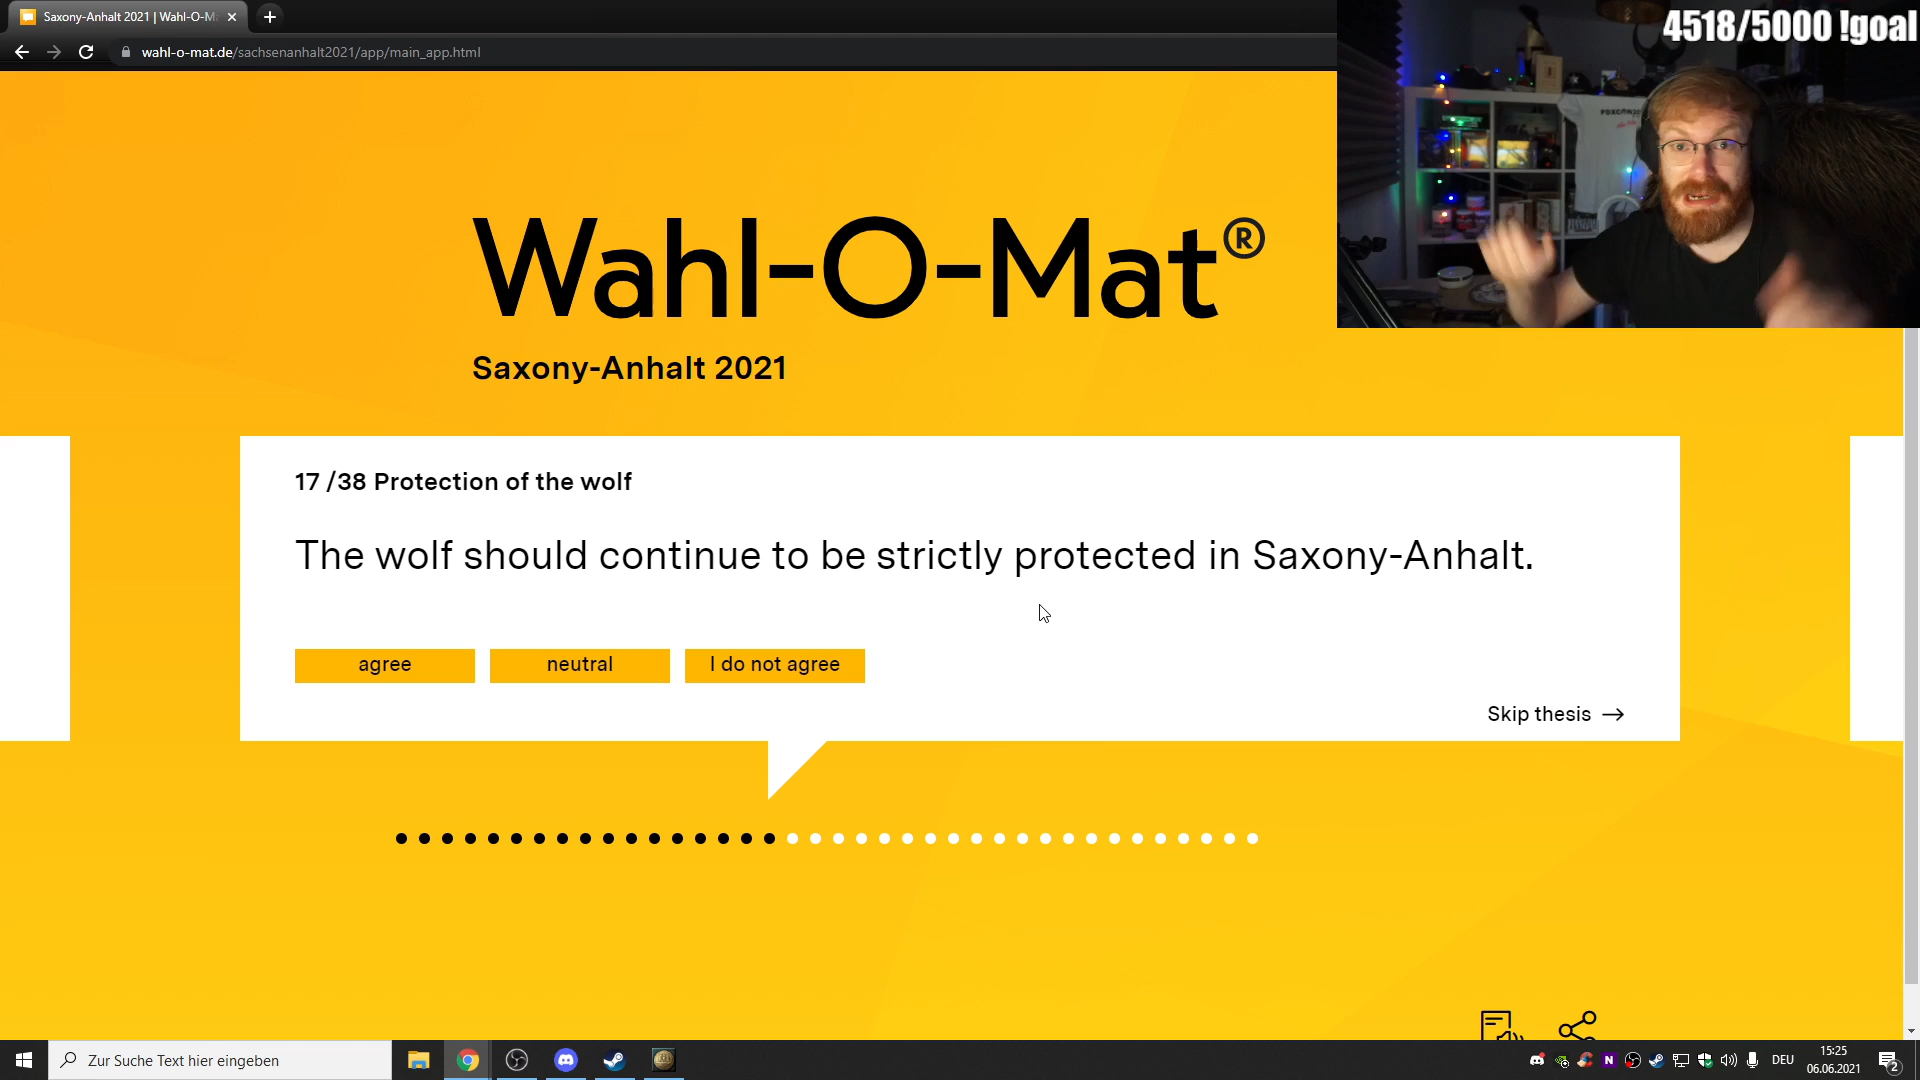 Saxony-Anhalt 2021 | Wahl-O-M
wahl-o-mat.de/sachsenanhalt2021/app/main_app.html
4518/5000 !goal
Wahl-O-Mat®
Saxony-Anhalt 2021
17 /38 Protection of the wolf
The wolf should continue to be strictly protected in Saxony-Anhalt.
agree
neutral
I do not agree
Skip thesis →
Zur Suche Text hier eingeben
DEU
15:25
06.06.2021
2